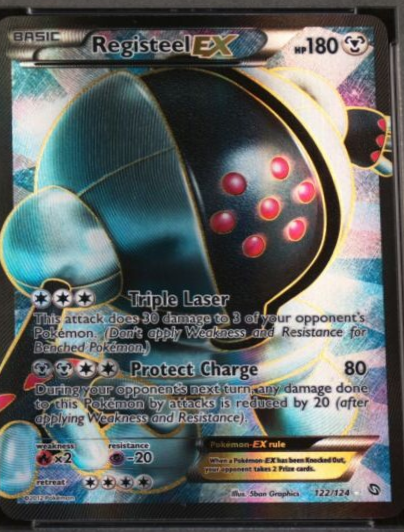 BASIC
Registeel EX HP180
Triple Laser
This attack does 30 damage to 3 of your opponent's
Pokémon. (Don't apply Weakness and Resistance for
Benched Pokémon.)
Protect Charge 80
During your opponent's next turn, any damage done
to this Pokémon by attacks is reduced by 20 (after
applying Weakness and Resistance).
weakness resistance
×2 -20
retreat
Pokémon-EX rule
When a Pokémon-EX has been Knocked Out,
your opponent takes 2 Prize cards.
©2012 Pokémon Illus. 5ban Graphics 122/124